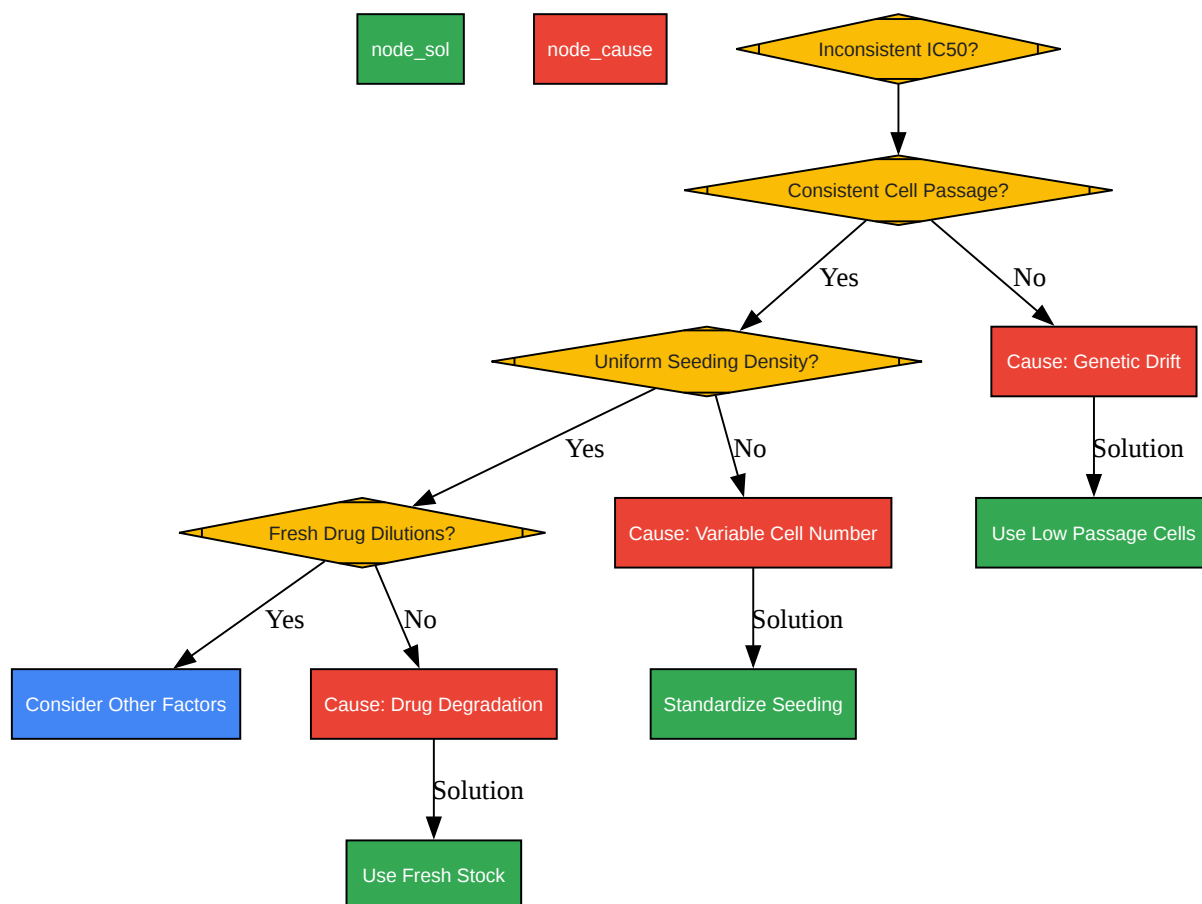 node_sol
node_cause
Inconsistent IC50?
Consistent Cell Passage?
Yes
No
Uniform Seeding Density?
Cause: Genetic Drift
Yes
No
Solution
Fresh Drug Dilutions?
Cause: Variable Cell Number
Use Low Passage Cells
Yes
No
Solution
Consider Other Factors
Cause: Drug Degradation
Standardize Seeding
Solution
Use Fresh Stock